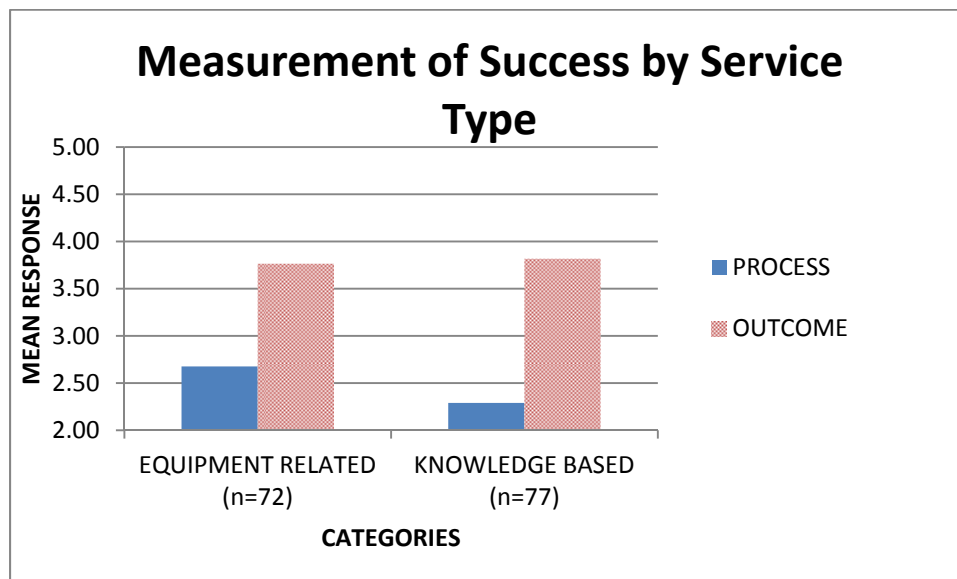 Measurement of Success by Service
Type
5.00
4.50
4.00
3.50
3.00
2.50
2.00
MEAN RESPONSE
EQUIPMENT RELATED
(n=72)
KNOWLEDGE BASED
(n=77)
CATEGORIES
PROCESS
OUTCOME